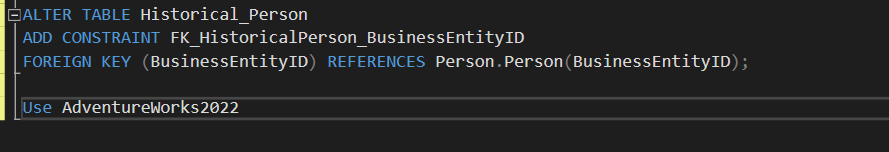 ALTER TABLE Historical_Person
ADD CONSTRAINT FK_HistoricalPerson_BusinessEntityID
FOREIGN KEY (BusinessEntityID) REFERENCES Person.Person(BusinessEntityID);
Use AdventureWorks2022